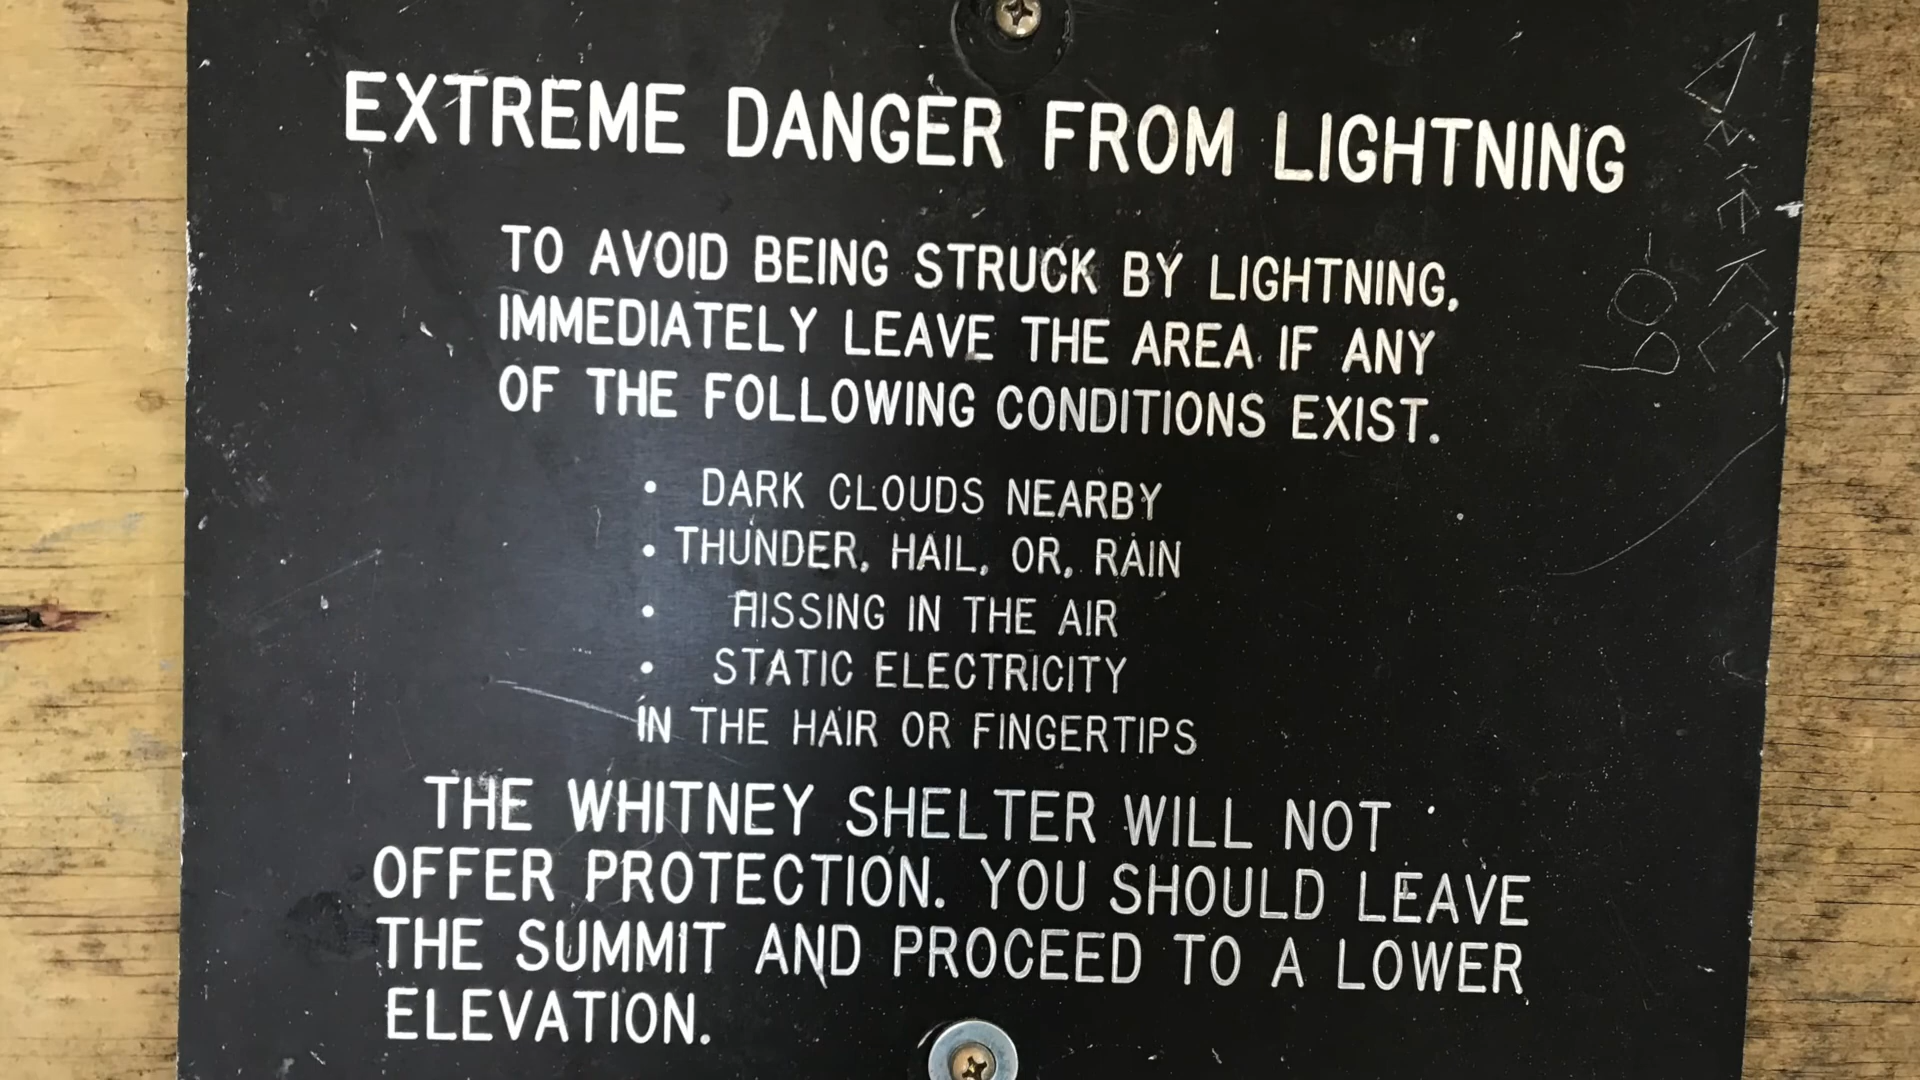 EXTREME DANGER FROM LIGHTNING
TO AVOID BEING STRUCK BY LIGHTNING,
IMMEDIATELY LEAVE THE AREA IF ANY
OF THE FOLLOWING CONDITIONS EXIST.
• DARK CLOUDS NEARBY
• THUNDER, HAIL, OR, RAIN
• HISSING IN THE AIR
• STATIC ELECTRICITY
IN THE HAIR OR FINGERTIPS
THE WHITNEY SHELTER WILL NOT
OFFER PROTECTION. YOU SHOULD LEAVE
THE SUMMIT AND PROCEED TO A LOWER
ELEVATION.